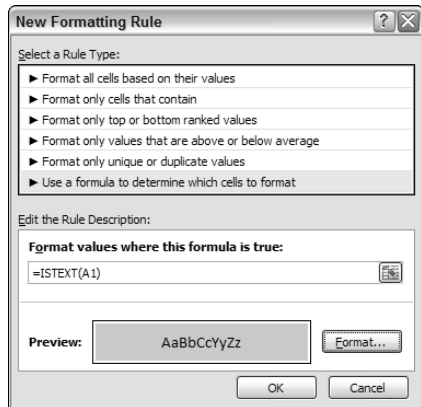 New Formatting Rule
Select a Rule Type:
► Format all cells based on their values
► Format only cells that contain
► Format only top or bottom ranked values
► Format only values that are above or below average
► Format only unique or duplicate values
► Use a formula to determine which cells to format
Edit the Rule Description:
Format values where this formula is true:
=ISTEXT(A1)
Preview: AaBbCcYyZz Format...
OK Cancel